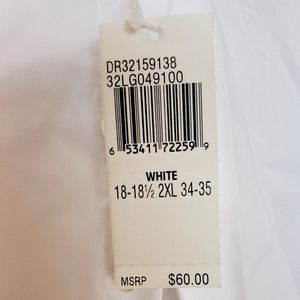 DR32159138
32LG049100
6 53411 72259 9
WHITE
18-18½ 2XL 34-35
MSRP $60.00